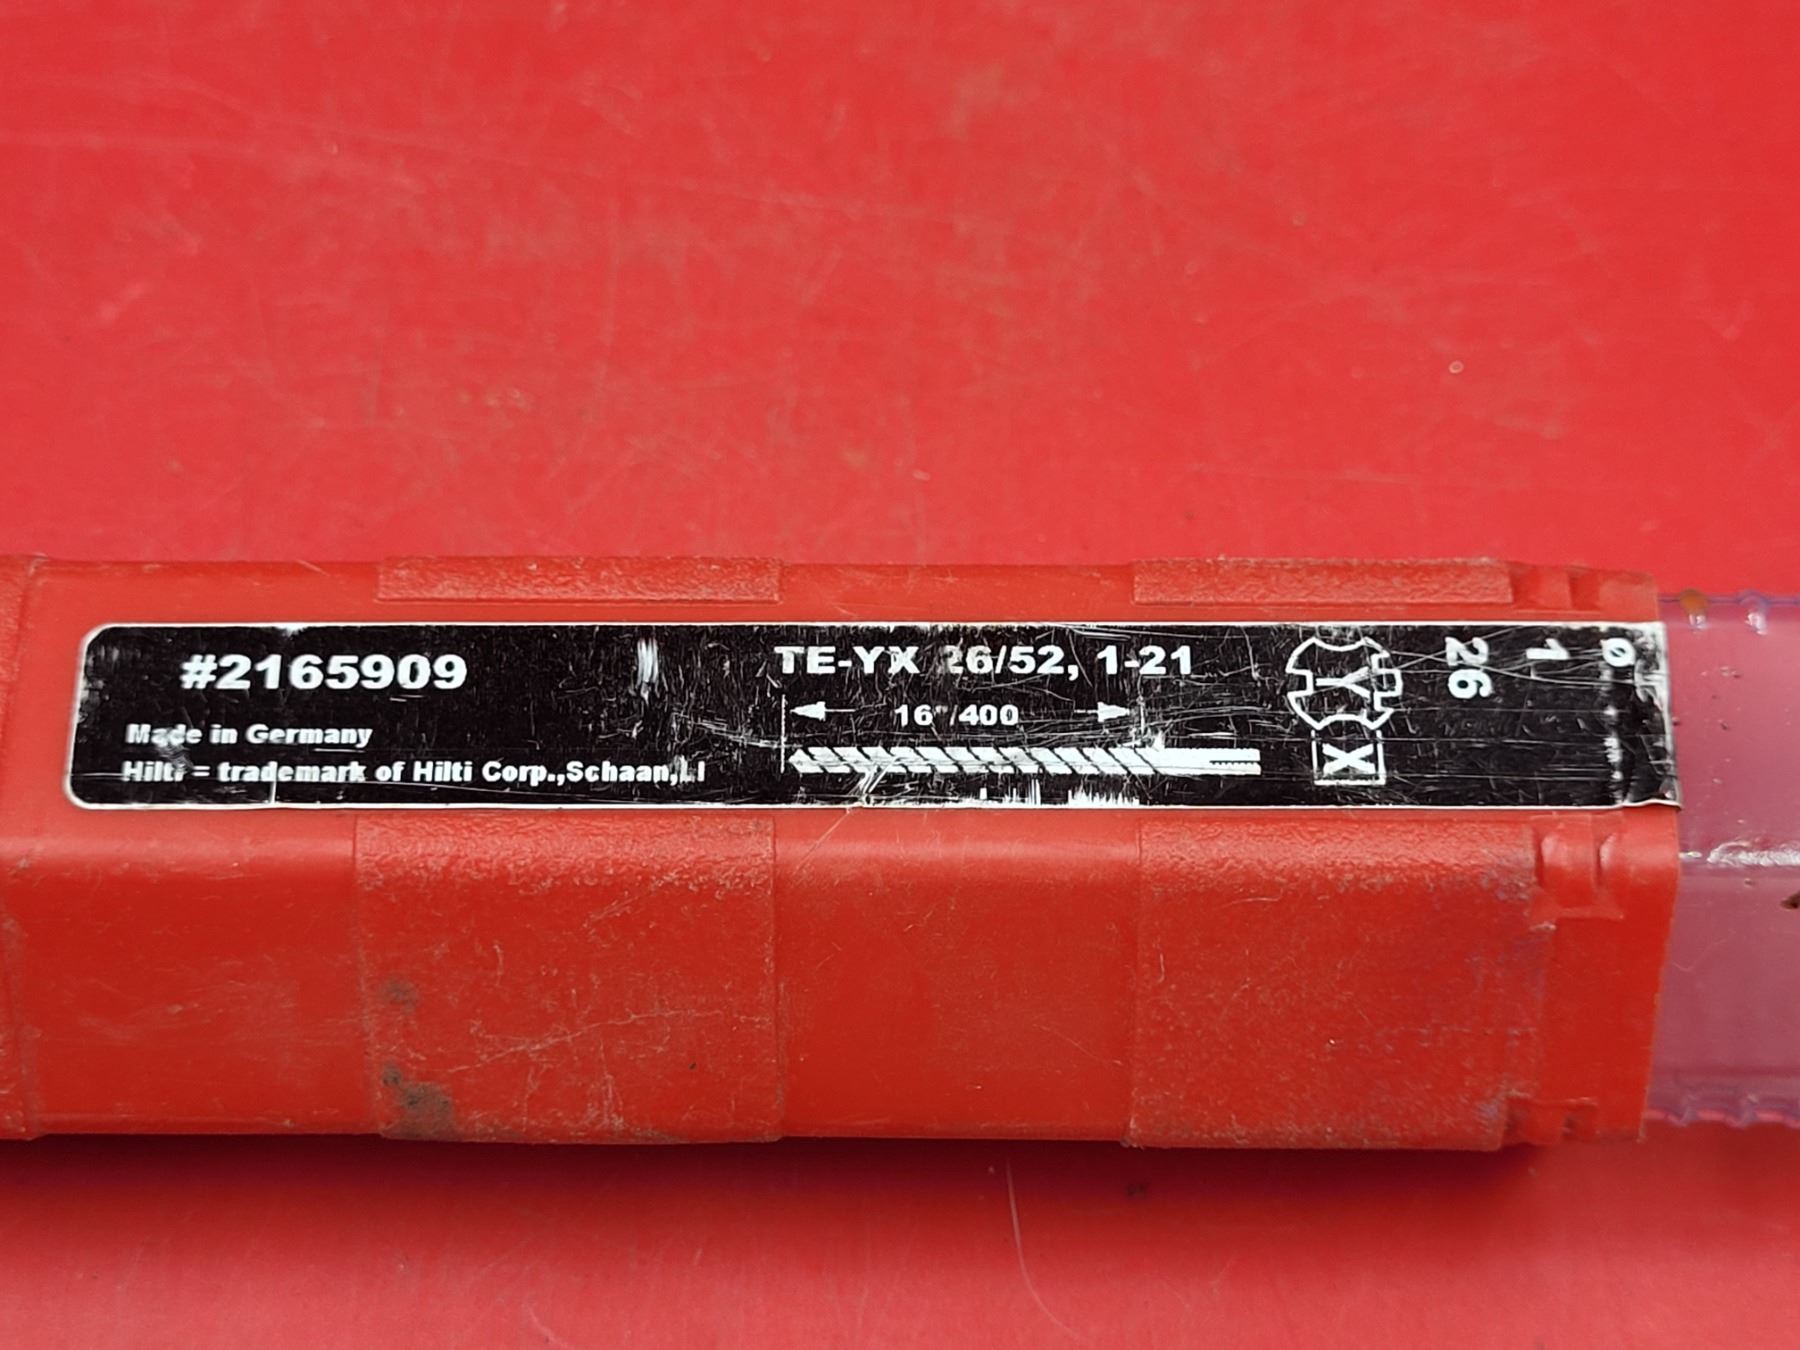 #2165909
Made in Germany
Hilti = trademark of Hilti Corp.,Schaan,LI
TE-YX 26/52, 1-21
16"/400
Y
X
26
1
ø